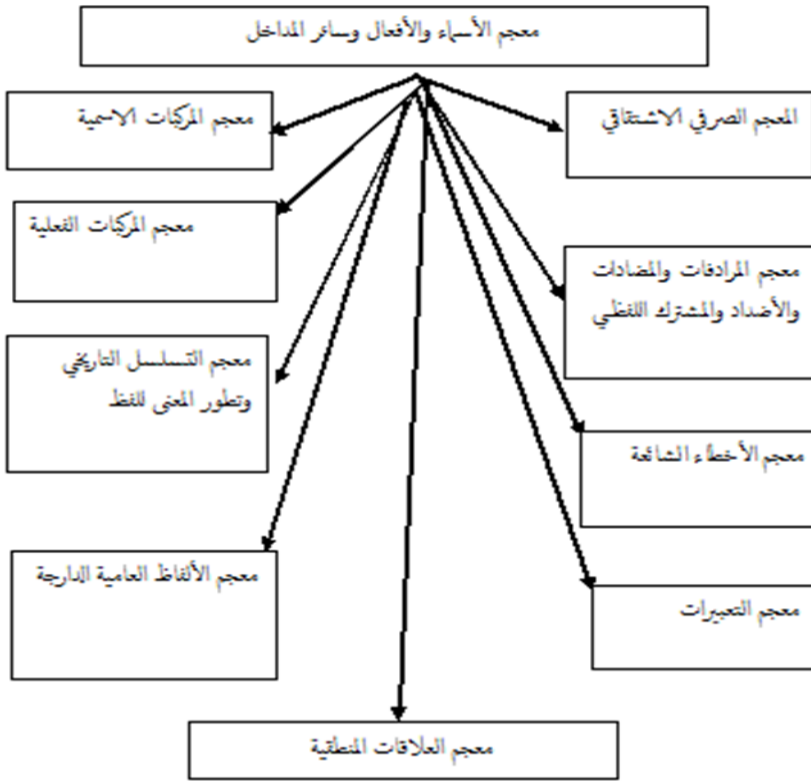 معجم الأسماء والأفعال وسائر المداخل
المعجم الصرفي الاشتقاقي
معجم المركبات الاسمية
معجم المركبات الفعلية
معجم المرادفات والمضادات
والأضداد والمشترك اللفظي
معجم التسلسل التاريخي
وتطور المعنى للفظ
معجم الأخطاء الشائعة
معجم الألفاظ العامية الدارجة
معجم التعبيرات
معجم العلاقات المنطقية